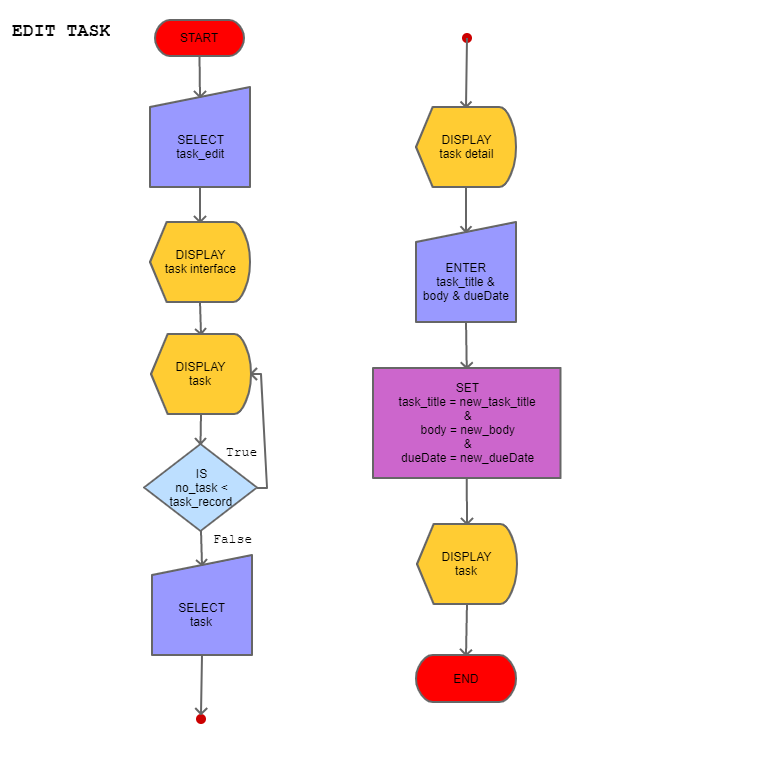 EDIT TASK
START
SELECT
task_edit
DISPLAY
task interface
DISPLAY
task
True
IS
no_task <
task_record
False
SELECT
task
DISPLAY
task detail
ENTER
task_title &
body & dueDate
SET
task_title = new_task_title
&
body = new_body
&
dueDate = new_dueDate
DISPLAY
task
END